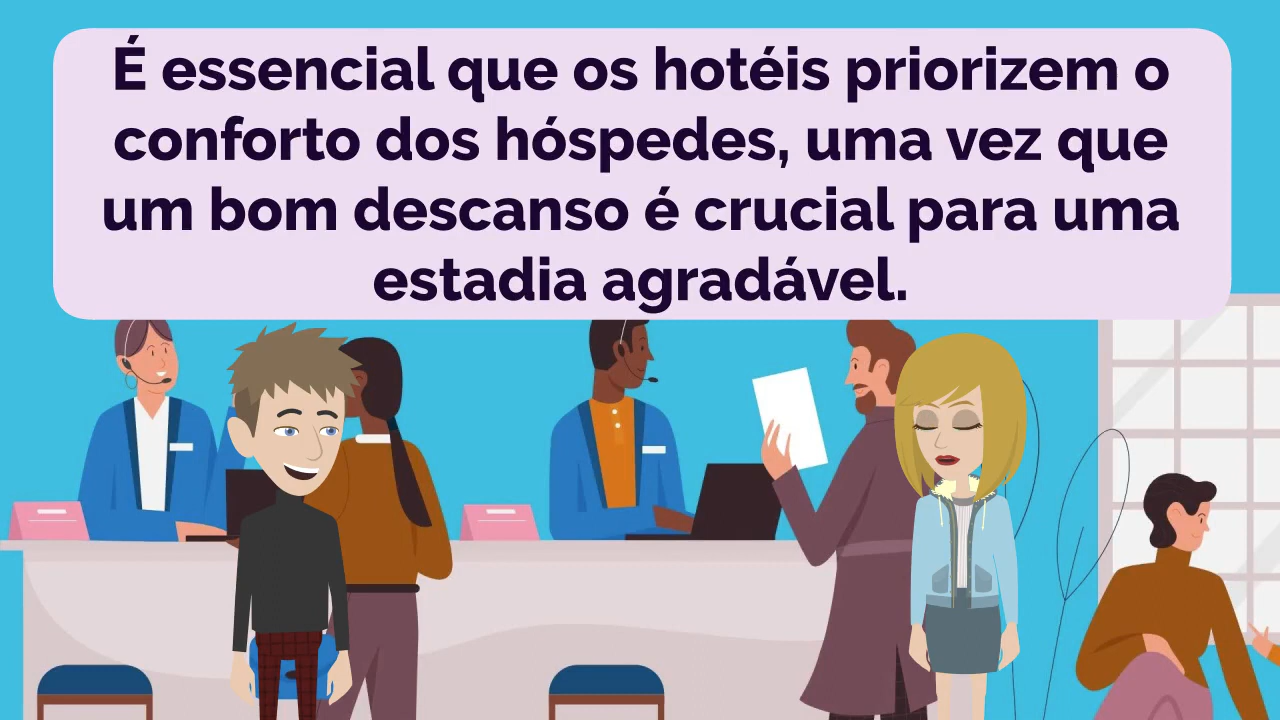 É essencial que os hotéis priorizem o
conforto dos hóspedes, uma vez que
um bom descanso é crucial para uma
estadia agradável.